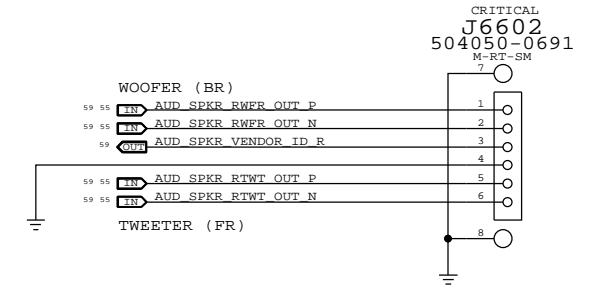 CRITICAL
J6602
504050-0691
M-RT-SM
7
WOOFER (BR)
59 55 IN AUD_SPKR_RWFR_OUT_P 1
59 55 IN AUD_SPKR_RWFR_OUT_N 2
59 OUT AUD_SPKR_VENDOR_ID_R 3
4
59 55 IN AUD_SPKR_RTWT_OUT_P 5
59 55 IN AUD_SPKR_RTWT_OUT_N 6
TWEETER (FR)
8